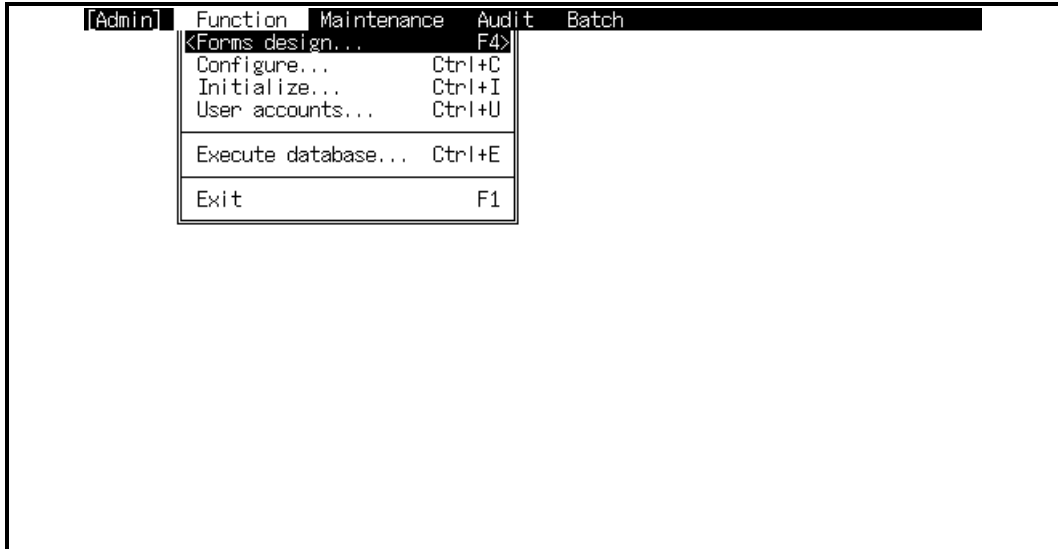 [Admin] Function Maintenance Audit Batch
<Forms design... F4>
Configure... Ctrl+C
Initialize... Ctrl+I
User accounts... Ctrl+U
Execute database... Ctrl+E
Exit F1